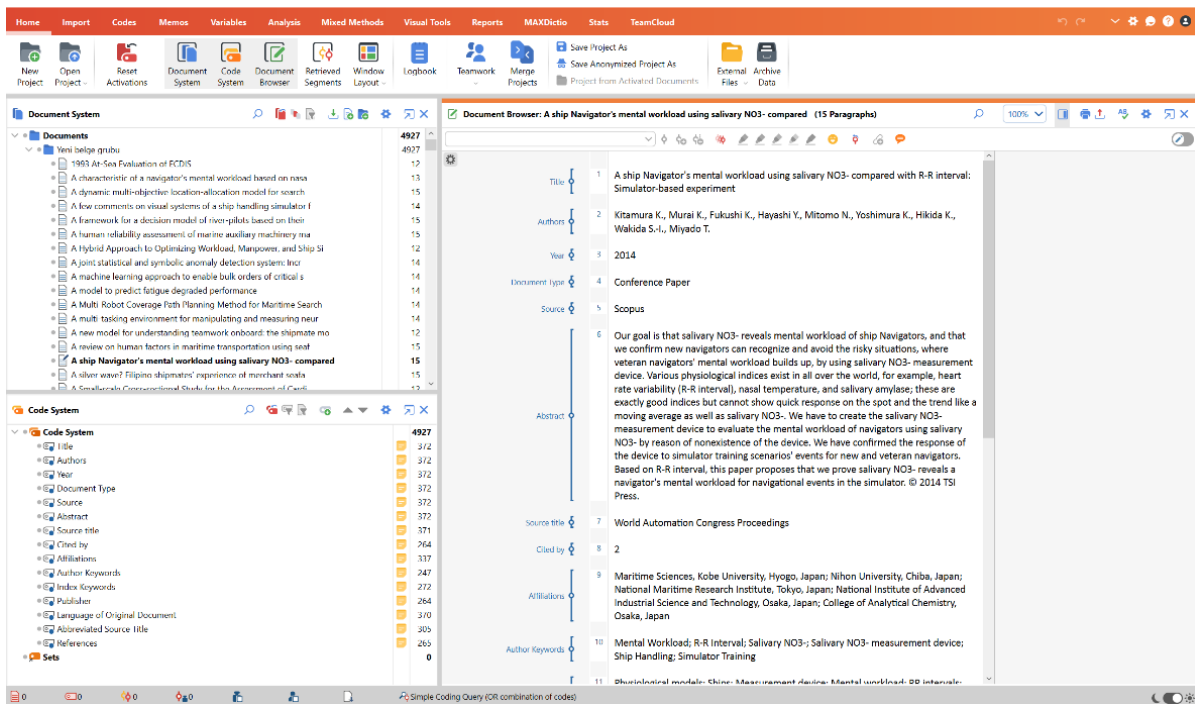 Home Import Codes Memos Variables Analysis Mixed Methods Visual Tools Reports MAXDictio Stats TeamCloud
New Project
Open Project
Reset Activations
Document System
Code System
Document Browser
Retrieved Segments
Window Layout
Logbook
Teamwork
Merge Projects
Save Project As
Save Anonymized Project As
Project from Activated Documents
External Files
Archive Data
Document System
Documents 4927
Yeni belge grubu 4927
1993 At-Sea Evaluation of ECDIS 12
A characteristic of a navigator's mental workload based on nasa 13
A dynamic multi-objective location-allocation model for search 15
A few comments on visual systems of a ship handling simulator f 14
A framework for a decision model of river-pilots based on their 15
A human reliability assessment of marine auxiliary machinery ma 15
A Hybrid Approach to Optimizing Workload, Manpower, and Ship Si 12
A joint statistical and symbolic anomaly detection system: Incr 14
A machine learning approach to enable bulk orders of critical s 14
A model to predict fatigue degraded performance 14
A Multi Robot Coverage Path Planning Method for Maritime Search 14
A multi tasking environment for manipulating and measuring neur 14
A new model for understanding teamwork onboard: the shipmate mo 12
A review on human factors in maritime transportation using seaf 15
A ship Navigator's mental workload using salivary NO3- compared 15
A silver wave? Filipino shipmates' experience of merchant seafa 15
A Small-scale Cross-sectional Study for the Assessment of Cardi 12
Code System
Code System 4927
Title 372
Authors 372
Year 372
Document Type 372
Source 372
Abstract 372
Source title 371
Cited by 264
Affiliations 337
Author Keywords 247
Index Keywords 272
Publisher 264
Language of Original Document 370
Abbreviated Source Title 305
References 265
Sets 0
Document Browser: A ship Navigator's mental workload using salivary NO3- compared (15 Paragraphs)
100%
Title 1 A ship Navigator's mental workload using salivary NO3- compared with R-R interval:
Simulator-based experiment
Authors 2 Kitamura K., Murai K., Fukushi K., Hayashi Y., Mitomo N., Yoshimura K., Hikida K.,
Wakida S.-I., Miyado T.
Year 3 2014
Document Type 4 Conference Paper
Source 5 Scopus
Abstract 6 Our goal is that salivary NO3- reveals mental workload of ship Navigators, and that
we confirm new navigators can recognize and avoid the risky situations, where
veteran navigators' mental workload builds up, by using salivary NO3- measurement
device. Various physiological indices exist in all over the world, for example, heart
rate variability (R-R interval), nasal temperature, and salivary amylase; these are
exactly good indices but cannot show quick response on the spot and the trend like a
moving average as well as salivary NO3-. We have to create the salivary NO3-
measurement device to evaluate the mental workload of navigators using salivary
NO3- by reason of nonexistence of the device. We have confirmed the response of
the device to simulator training scenarios' events for new and veteran navigators.
Based on R-R interval, this paper proposes that we prove salivary NO3- reveals a
navigator's mental workload for navigational events in the simulator. © 2014 TSI
Press.
Source title 7 World Automation Congress Proceedings
Cited by 8 2
Affiliations 9 Maritime Sciences, Kobe University, Hyogo, Japan; Nihon University, Chiba, Japan;
National Maritime Research Institute, Tokyo, Japan; National Institute of Advanced
Industrial Science and Technology, Osaka, Japan; College of Analytical Chemistry,
Osaka, Japan
Author Keywords 10 Mental Workload; R-R Interval; Salivary NO3-; Salivary NO3- measurement device;
Ship Handling; Simulator Training
11 Physiological models; Ships; Measurement device; Mental workload; RR intervals;
0 0 0 0 Simple Coding Query (OR combination of codes)